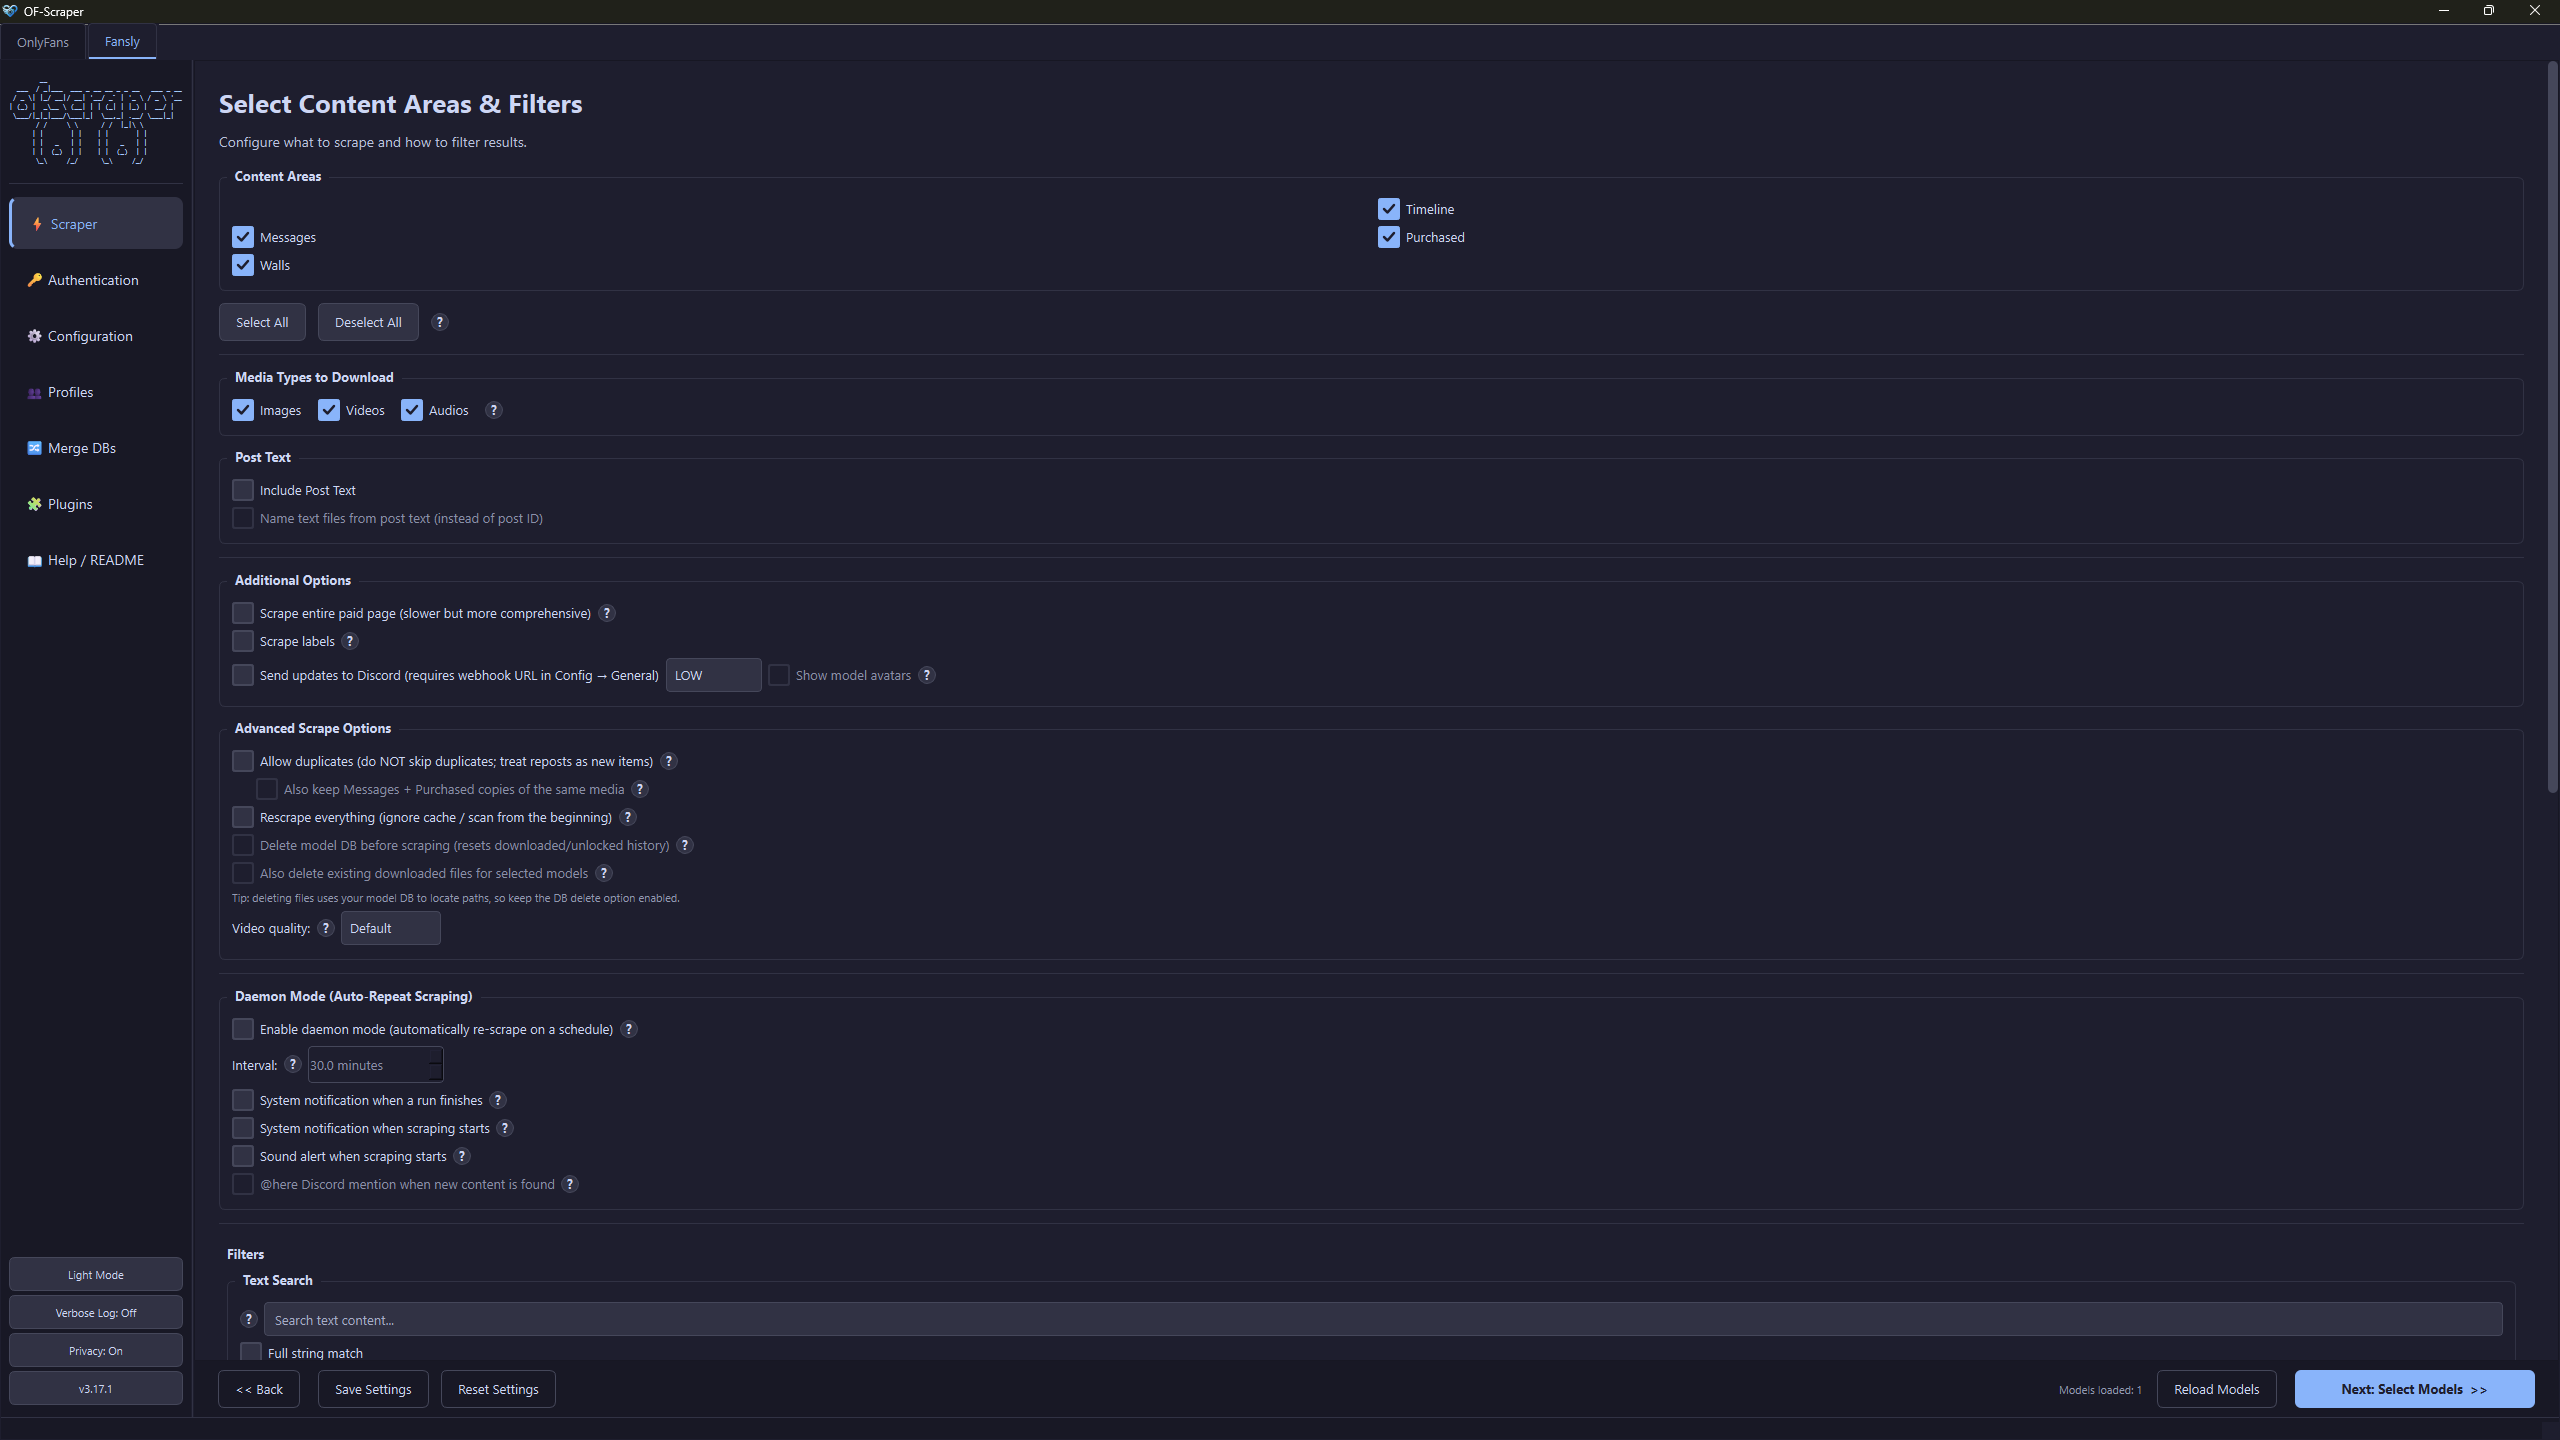 OF-Scraper
OnlyFans
Fansly
Scraper
Authentication
Configuration
Profiles
Merge DBs
Plugins
Help / README
Light Mode
Verbose Log: Off
Privacy: On
v3.17.1
Select Content Areas & Filters
Configure what to scrape and how to filter results.
Content Areas
Timeline
Messages
Purchased
Walls
Select All
Deselect All
?
Media Types to Download
Images
Videos
Audios
?
Post Text
Include Post Text
Name text files from post text (instead of post ID)
Additional Options
Scrape entire paid page (slower but more comprehensive) ?
Scrape labels ?
Send updates to Discord (requires webhook URL in Config → General) LOW Show model avatars ?
Advanced Scrape Options
Allow duplicates (do NOT skip duplicates; treat reposts as new items) ?
Also keep Messages + Purchased copies of the same media ?
Rescrape everything (ignore cache / scan from the beginning) ?
Delete model DB before scraping (resets downloaded/unlocked history) ?
Also delete existing downloaded files for selected models ?
Tip: deleting files uses your model DB to locate paths, so keep the DB delete option enabled.
Video quality: ? Default
Daemon Mode (Auto-Repeat Scraping)
Enable daemon mode (automatically re-scrape on a schedule) ?
Interval: ? 30.0 minutes
System notification when a run finishes ?
System notification when scraping starts ?
Sound alert when scraping starts ?
@here Discord mention when new content is found ?
Filters
Text Search
? Search text content...
Full string match
<< Back
Save Settings
Reset Settings
Models loaded: 1
Reload Models
Next: Select Models >>